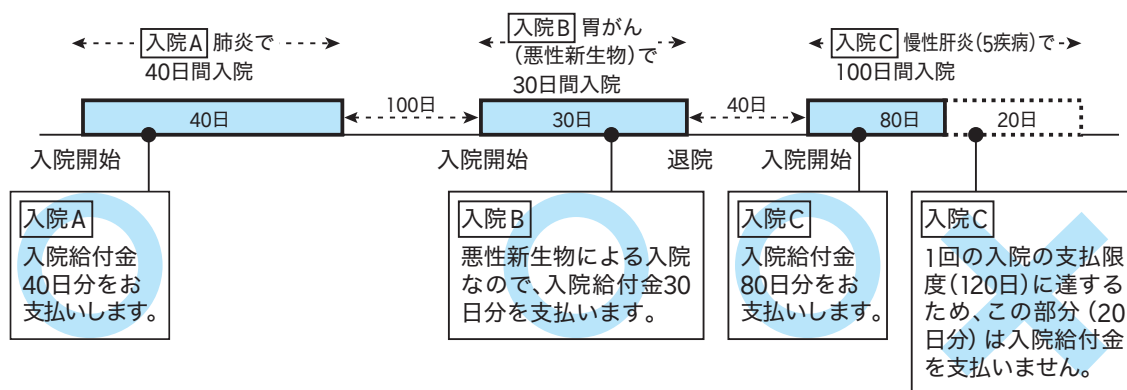 入院A 肺炎で
40日間入院
入院B 胃がん
(悪性新生物)で
30日間入院
入院C 慢性肝炎(5疾病)で
100日間入院
40日
100日
30日
40日
80日
20日
入院開始
入院開始
退院
入院開始
入院A
入院給付金
40日分をお
支払いします。
入院B
悪性新生物による入院
なので、入院給付金30
日分を支払います。
入院C
入院給付金
80日分をお
支払いします。
入院C
1回の入院の支払限
度(120日)に達する
ため、この部分(20
日分)は入院給付金
を支払いません。